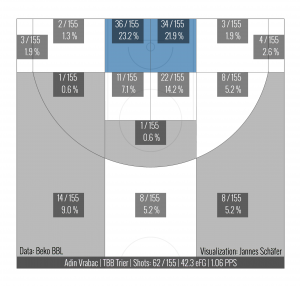 2 / 155
1.3 %
36 / 155
23.2 %
34 / 155
21.9 %
3 / 155
1.9 %
3 / 155
1.9 %
4 / 155
2.6 %
1 / 155
0.6 %
11 / 155
7.1 %
22 / 155
14.2 %
8 / 155
5.2 %
1 / 155
0.6 %
14 / 155
9.0 %
8 / 155
5.2 %
8 / 155
5.2 %
Data: Beko BBL
Visualization: Jannes Schäfer
Adin Vrabac | TBB Trier | Shots: 62 / 155 | 42.3 eFG | 1.06 PPS